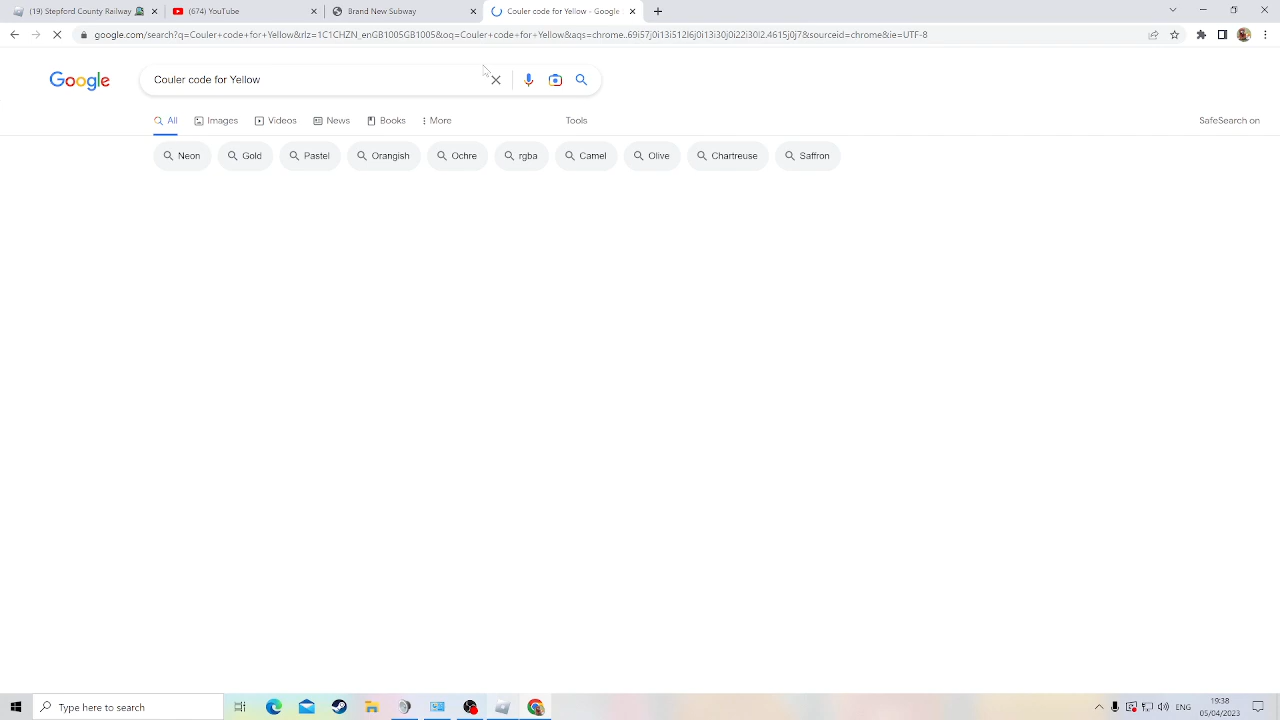 (19) Stepford County Railway
(674) YouTube
Brand New Subway
Couler code for Yellow - Google
google.com/search?q=Couler+code+for+Yellow&rlz=1C1CHZN_enGB1005GB1005&oq=Couler+code+for+Yellow&aqs=chrome..69i57j0i13i512l6j0i13i30j0i22i30l2.4615j0j7&sourceid=chrome&ie=UTF-8
Google
Couler code for Yellow
All
Images
Videos
News
Books
More
Tools
SafeSearch on
Neon
Gold
Pastel
Orangish
Ochre
rgba
Camel
Olive
Chartreuse
Saffron
Type here to search
ENG
19:38
05/04/2023